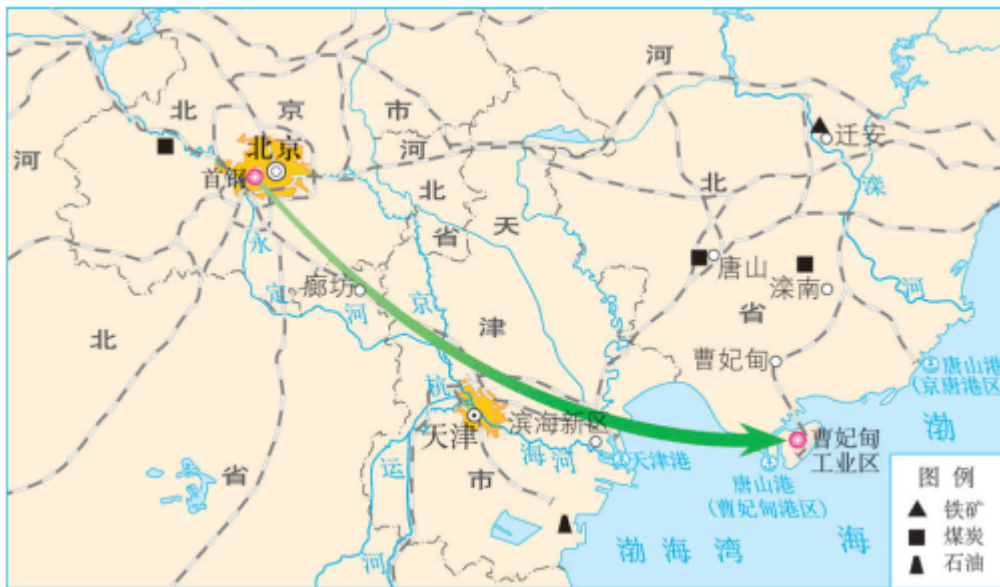 河
北 京 市
北京
首钢
河
河
北
省
天
北
迁安
滦
河
永
定
河
廊坊
京
津
唐山
滦南
省
曹妃甸
唐山港
(京唐港区)
北
杭
天津
滨海新区
海河
天津港
曹妃甸
工业区
唐山港
(曹妃甸港区)
渤
省
运
市
河
渤 海 湾
海
图 例
铁矿
煤炭
石油